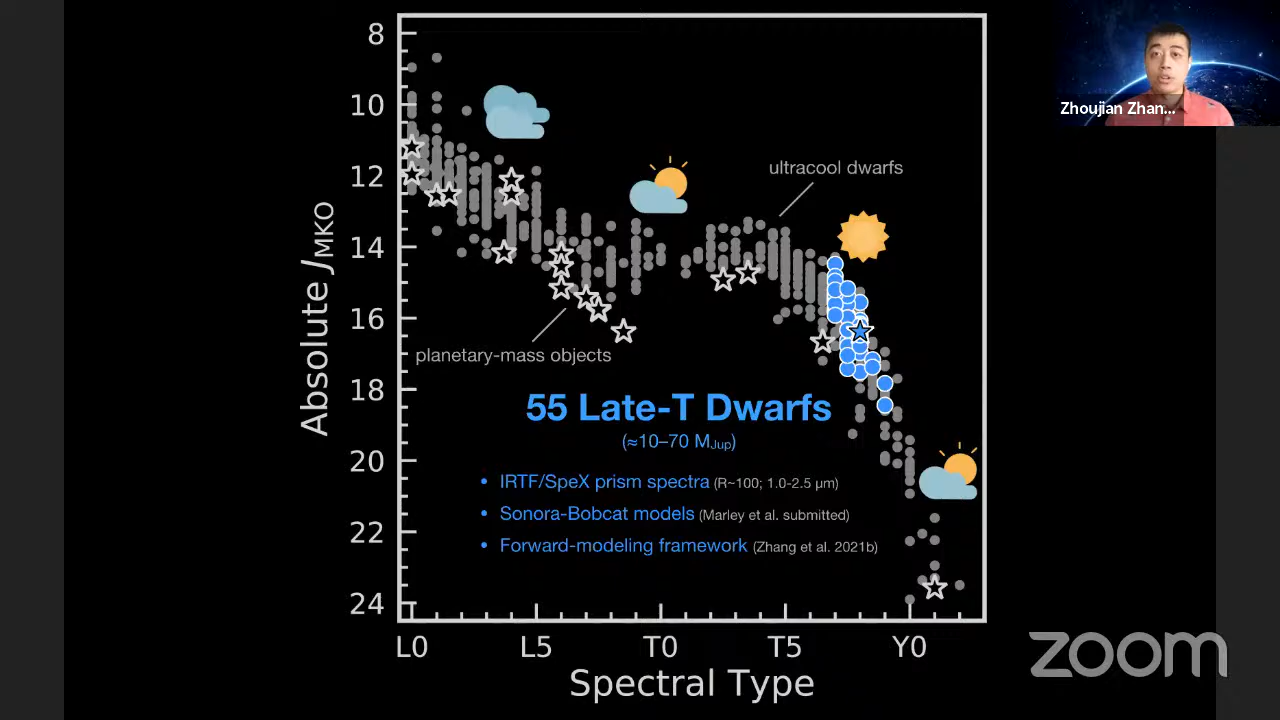 8
10
12
14
16
18
20
22
24
Absolute JMKO
ultracool dwarfs
planetary-mass objects
55 Late-T Dwarfs
(≈10–70 MJup)
• IRTF/SpeX prism spectra (R~100; 1.0-2.5 μm)
• Sonora-Bobcat models (Marley et al. submitted)
• Forward-modeling framework (Zhang et al. 2021b)
L0 L5 T0 T5 Y0
Spectral Type
Zhoujian Zhan...
zoom